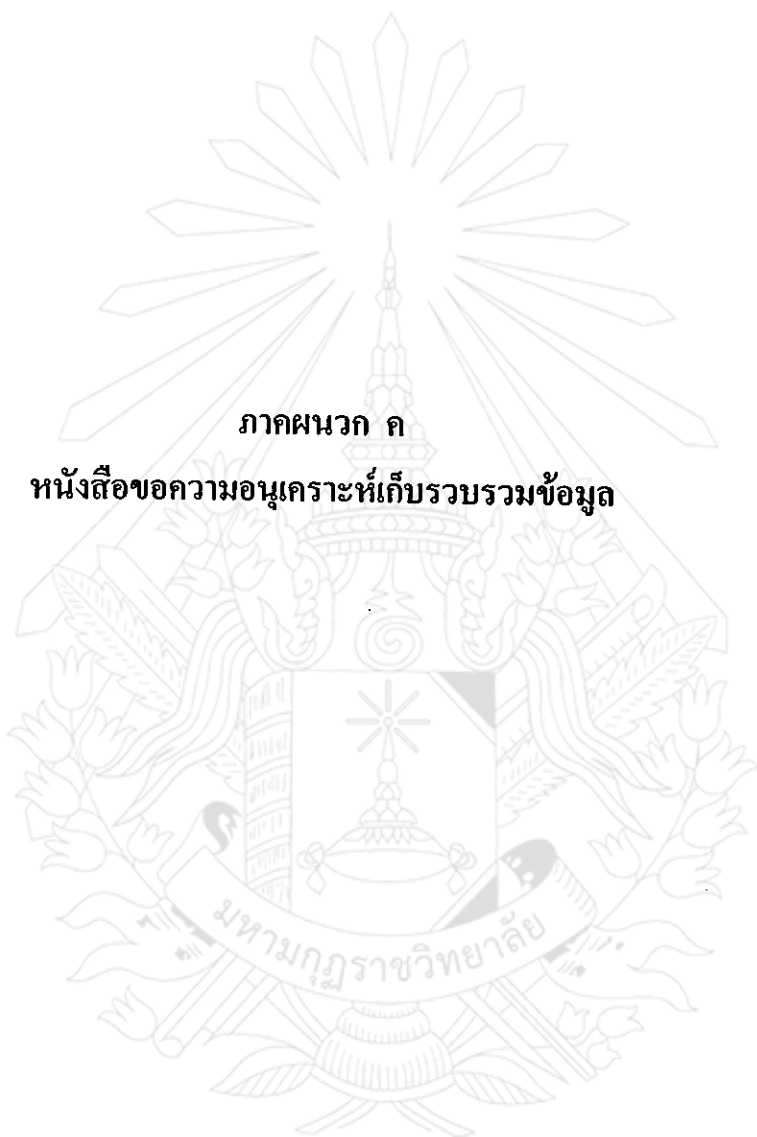 ภาคผนวก ค
หนังสือขอความอนุเคราะห์เก็บรวบรวมข้อมูล
มหามกุฏราชวิทยาลัย